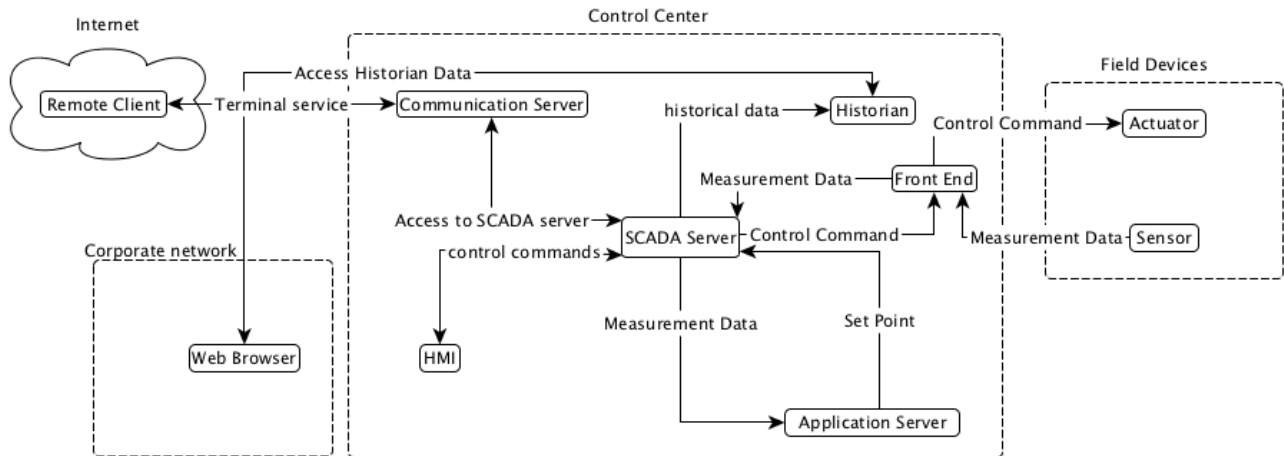 Control Center
Internet
Access Historian Data
Field Devices
Remote Client
Terminal service
Communication Server
historical data
Historian
Control Command
Actuator
Measurement Data
Front End
Access to SCADA server
SCADA Server
Control Command
Measurement Data
Sensor
Corporate network
control commands
Measurement Data
Set Point
Web Browser
HMI
Application Server